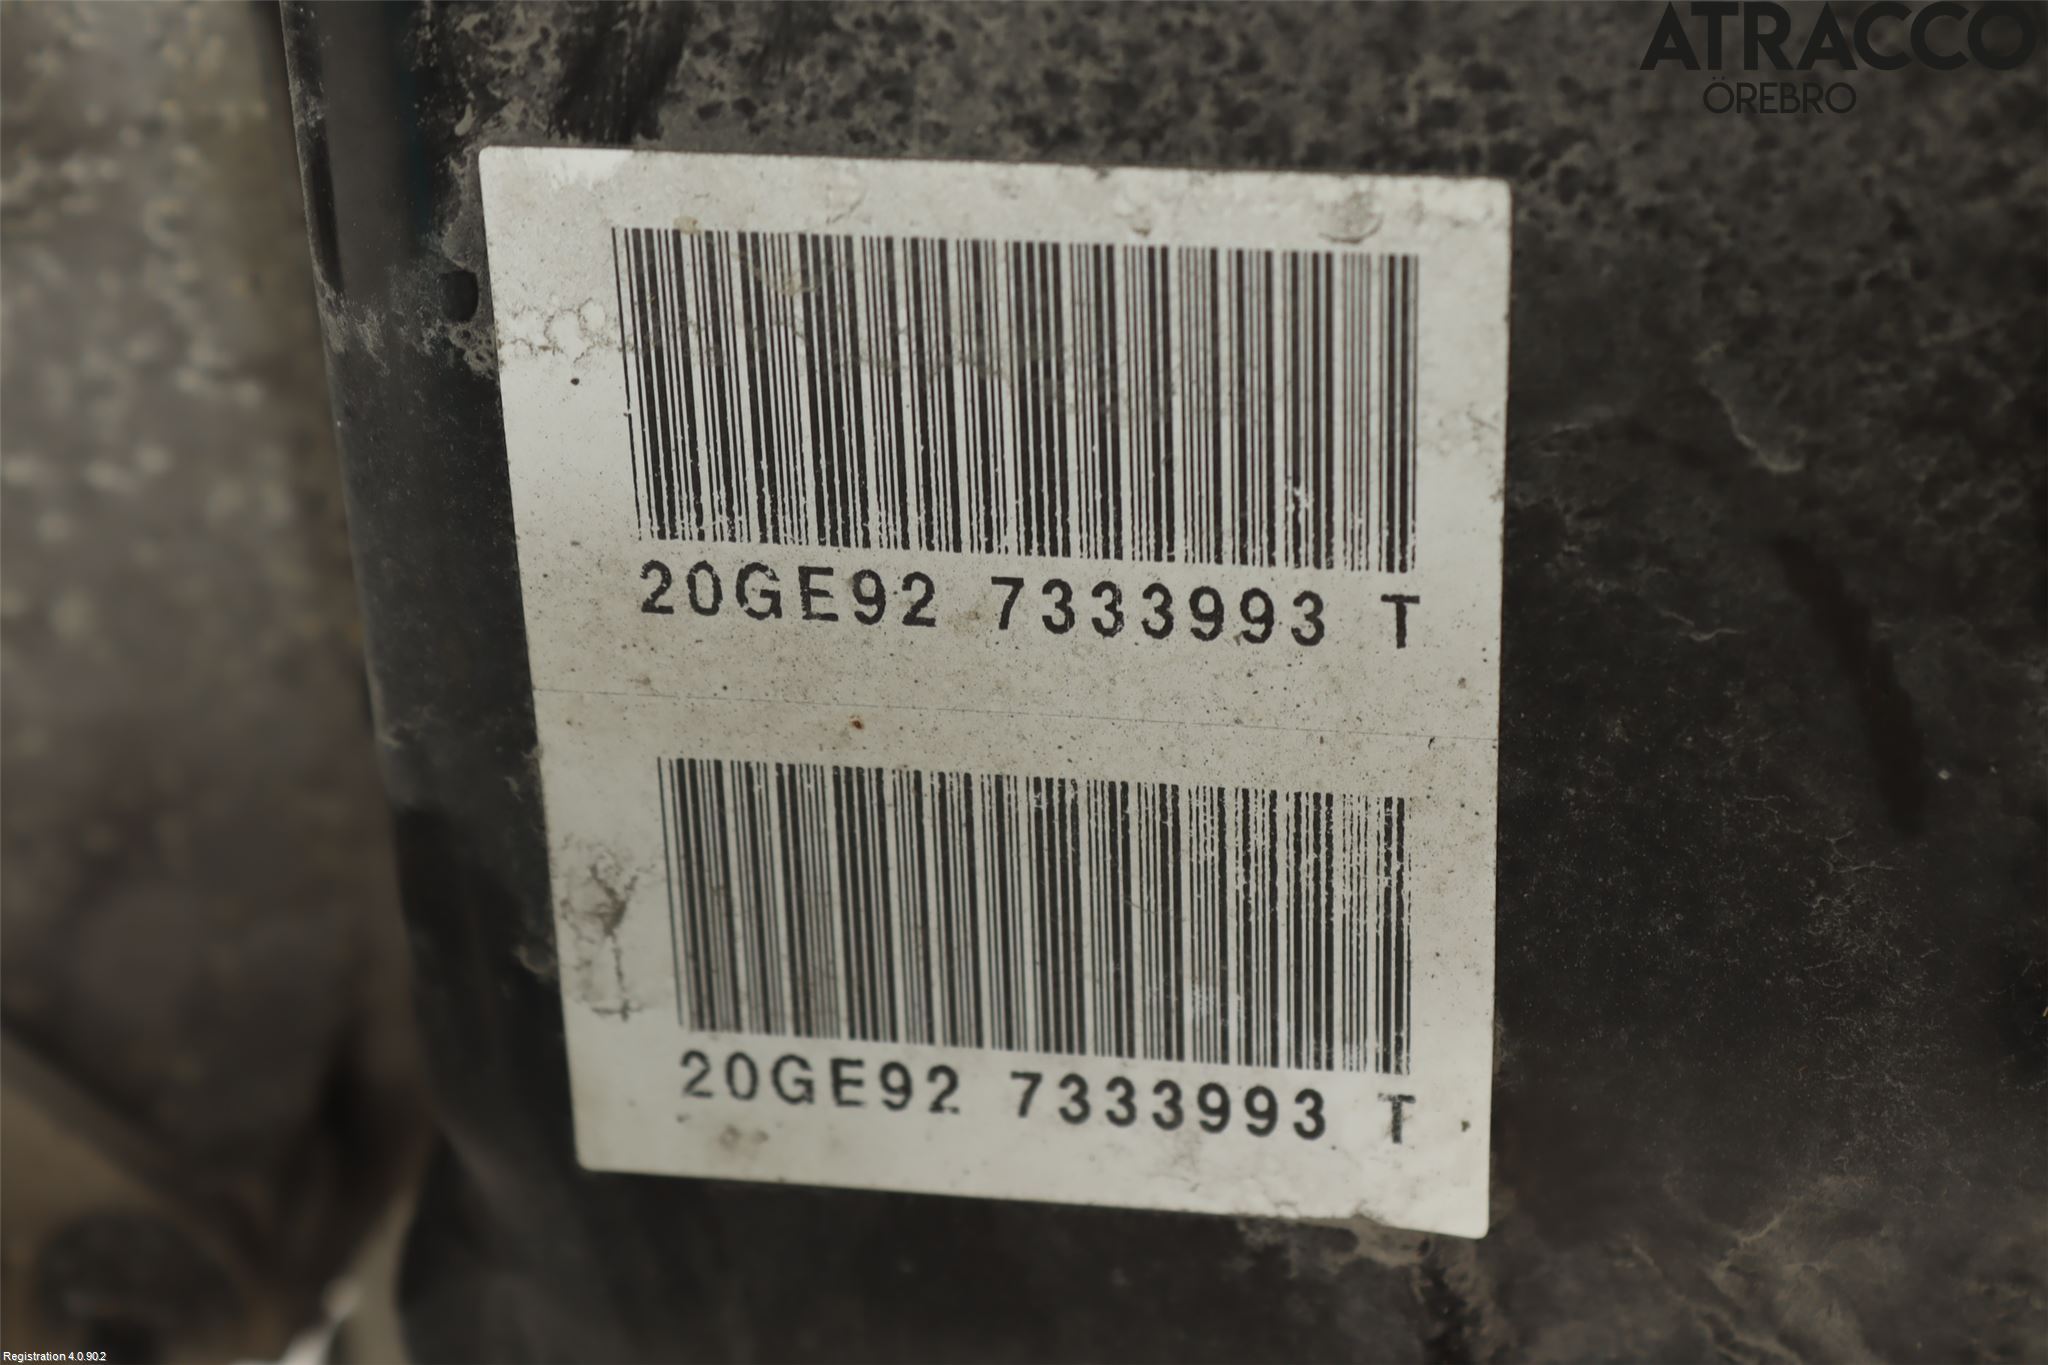 ATRACCO
ÖREBRO
20GE92 7333993 T
20GE92 7333993 T
Registration 4.0.90.2